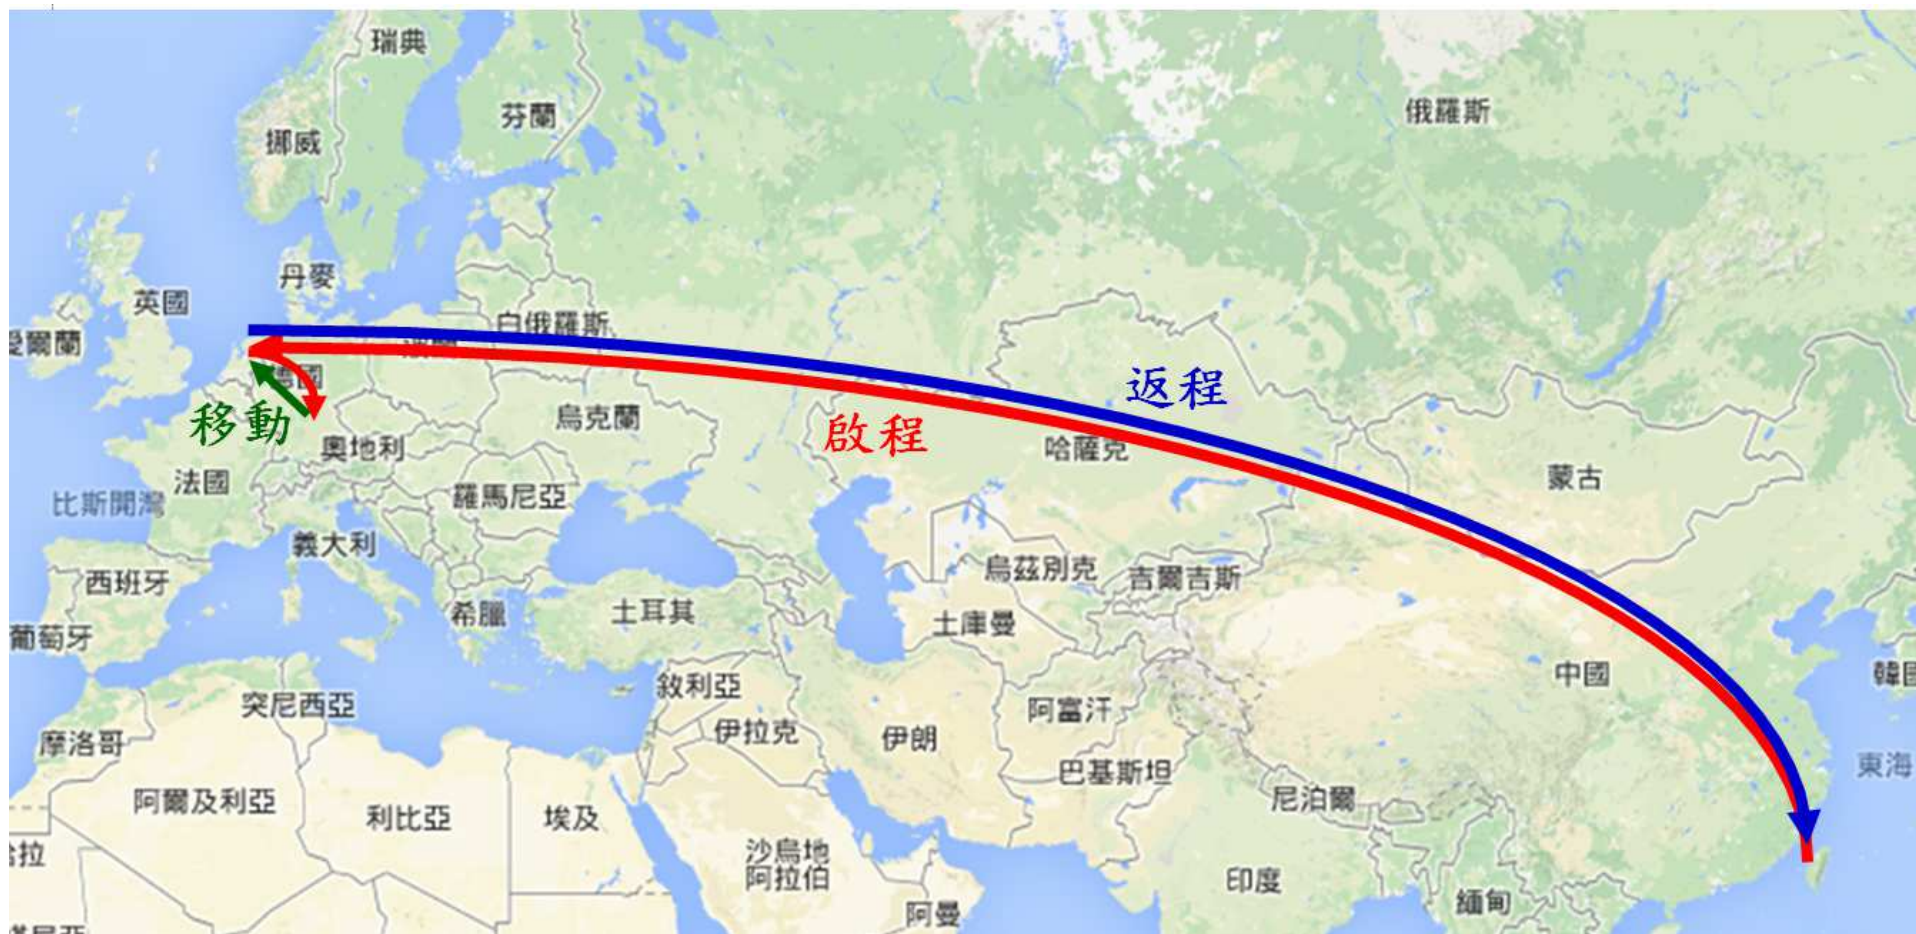 瑞典
芬蘭
俄羅斯
挪威
丹麥
英國
愛爾蘭
白俄羅斯
德國
返程
移動
啟程
烏克蘭
奧地利
哈薩克
法國
蒙古
比斯開灣
羅馬尼亞
義大利
烏茲別克
吉爾吉斯
西班牙
希臘
土耳其
土庫曼
葡萄牙
中國
韓國
敘利亞
突尼西亞
阿富汗
伊拉克
伊朗
摩洛哥
巴基斯坦
東海
阿爾及利亞
利比亞
埃及
尼泊爾
沙烏地
阿拉伯
印度
緬甸
阿曼